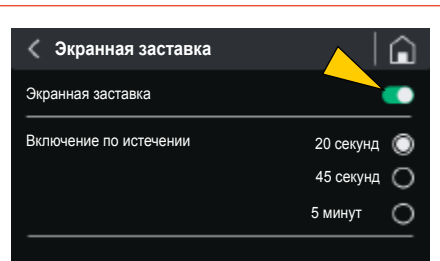 Экранная заставка
Экранная заставка
Включение по истечении
20 секунд
45 секунд
5 минут